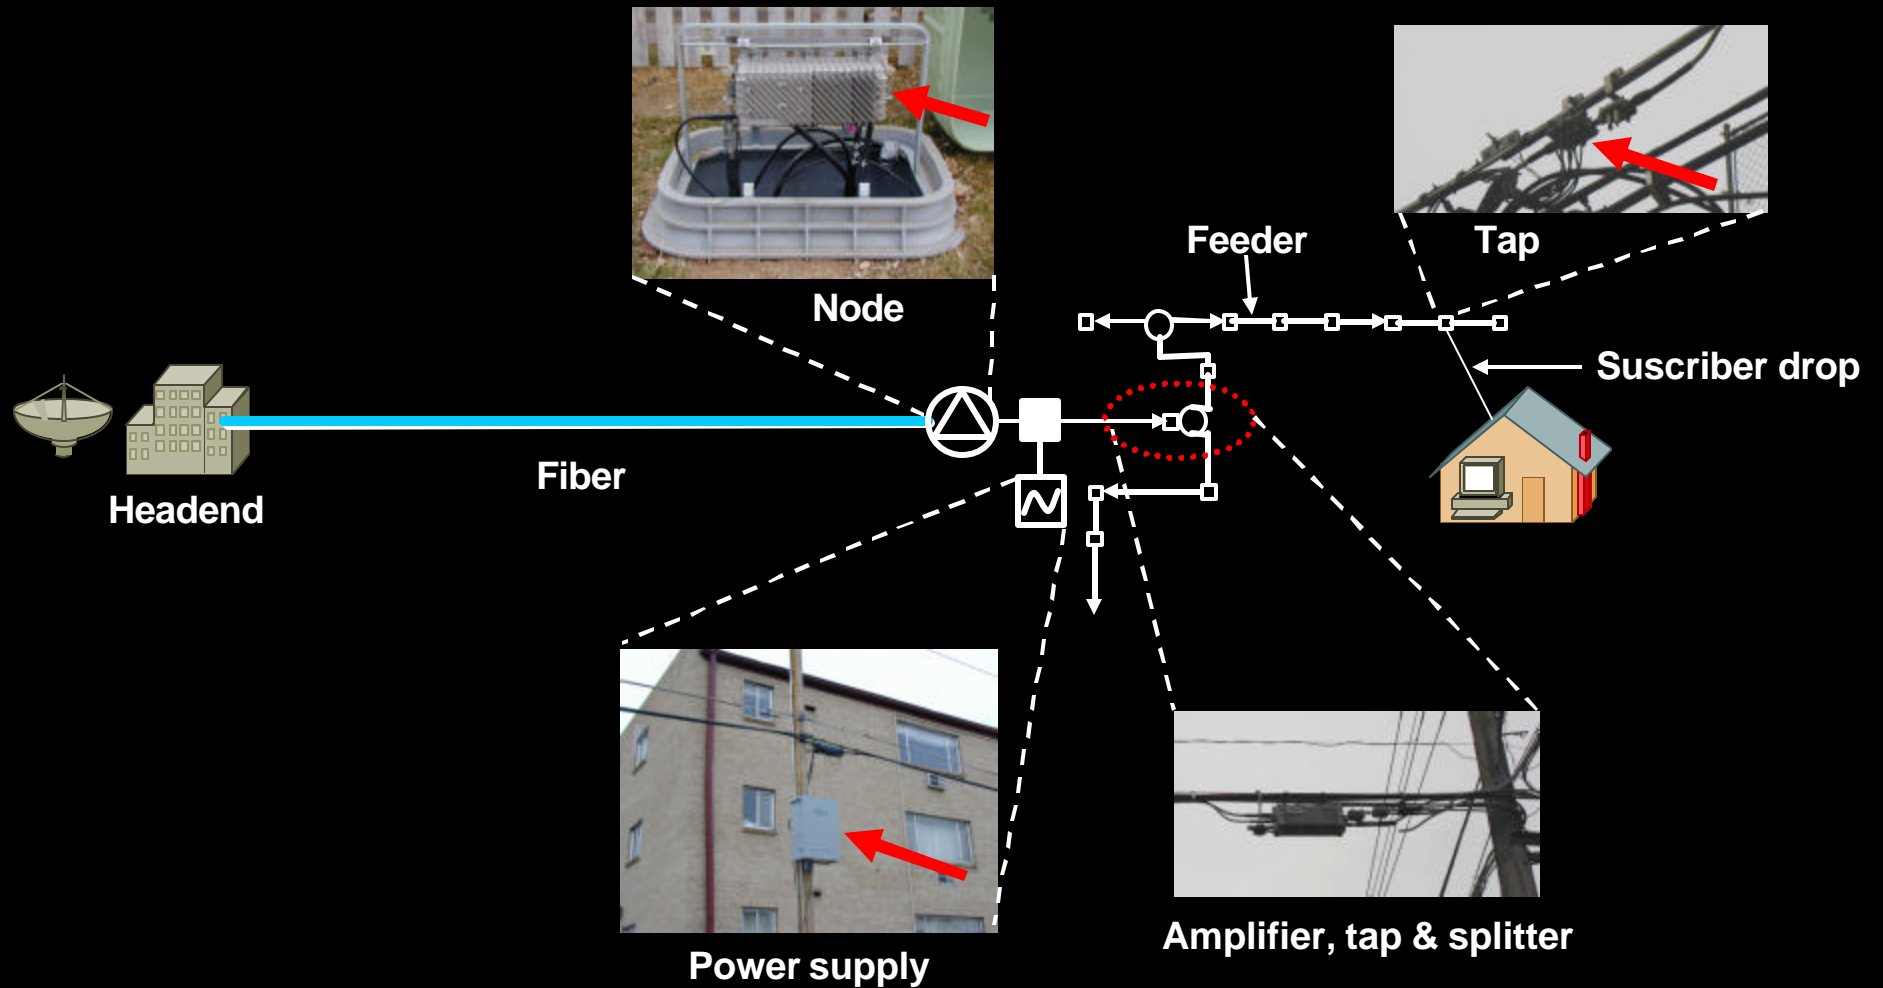 Feeder
Tap
Node
Suscriber drop
Fiber
Headend
Amplifier, tap & splitter
Power supply